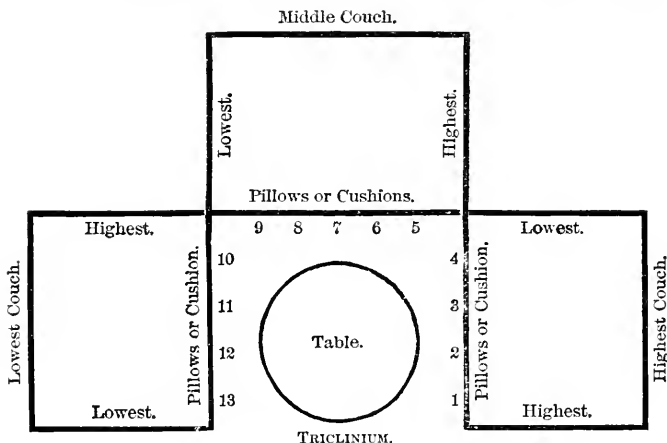 Middle Couch.
Lowest.
Highest.
Pillows or Cushions.
Highest.
9 8 7 6 5
Lowest.
Lowest Couch.
Pillows or Cushion.
10
11
12
13
Table.
4
3
2
1
Pillows or Cushion.
Highest Couch.
Lowest.
Highest.
TRICLINIUM.